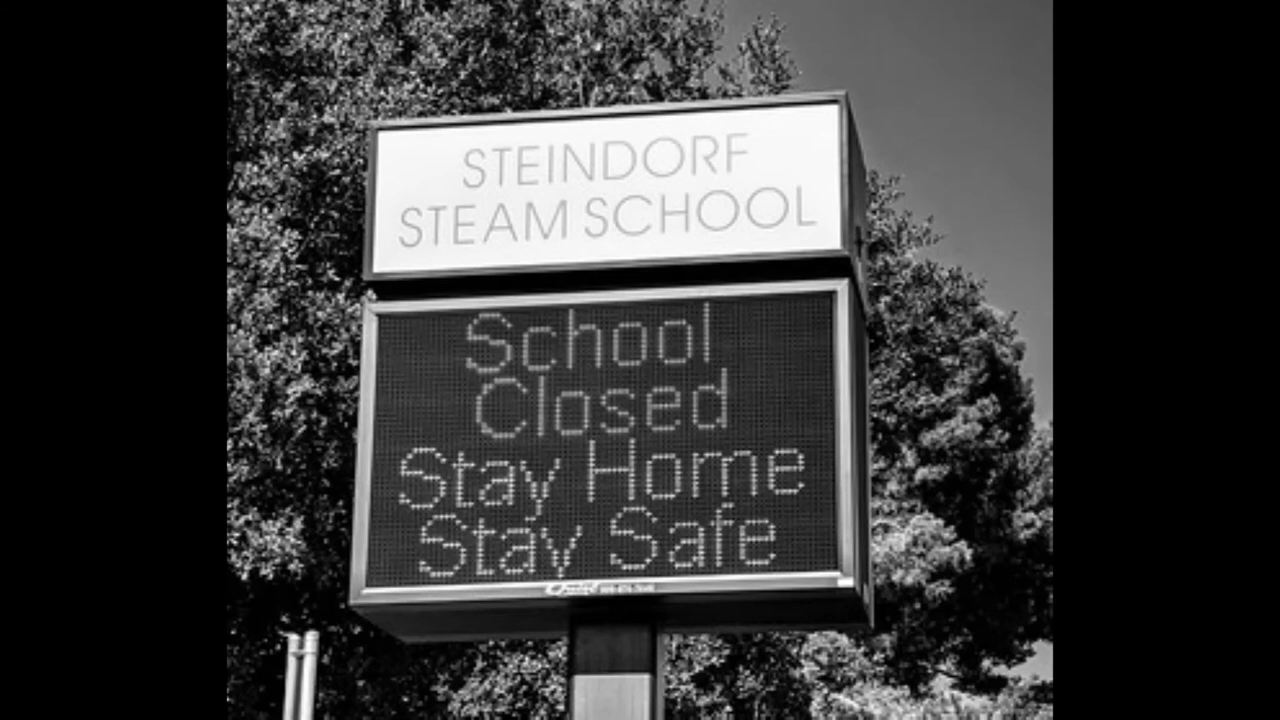 STEINDORF
STEAM SCHOOL
School
Closed
Stay Home
Stay Safe